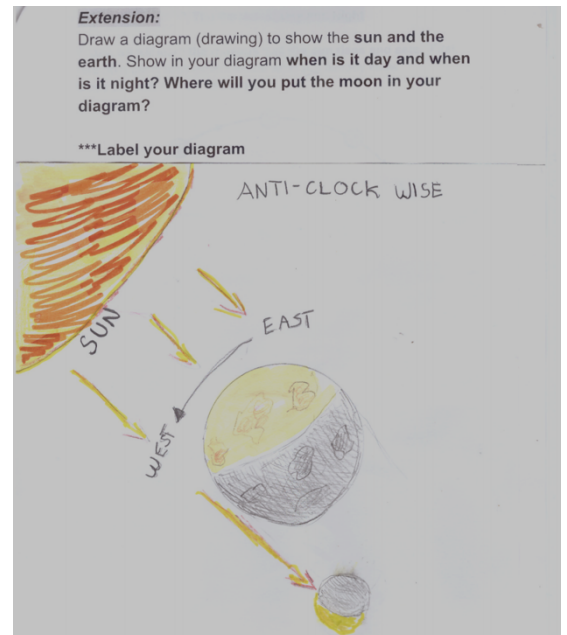 Extension:
Draw a diagram (drawing) to show the sun and the
earth. Show in your diagram when is it day and when
is it night? Where will you put the moon in your
diagram?
***Label your diagram
ANTI-CLOCK WISE
SUN
EAST
WEST